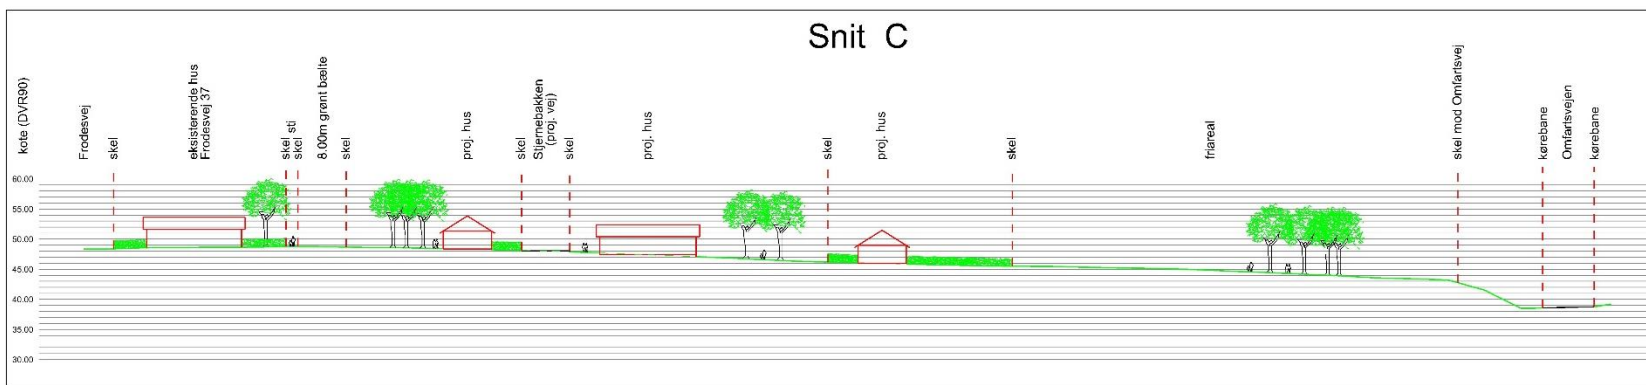 Snit C
kote (DVR90)
Frodesvej
skel
eksisterende hus
Frodesvej 37
skel
sti
skel
8.00m grønt bælte
skel
proj. hus
skel
Stjernebakken
(proj. vej)
skel
proj. hus
skel
proj. hus
skel
friareal
skel mod Omfartsvej
kørebane
Omfartsvejen
kørebane
60.00
55.00
50.00
45.00
40.00
35.00
30.00